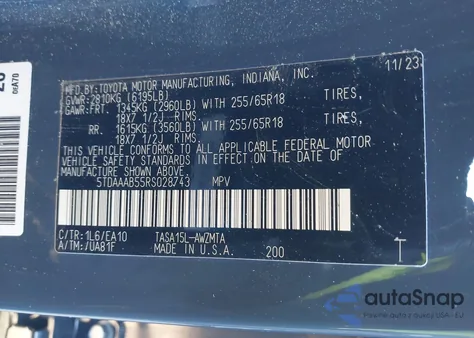 MFD. BY: TOYOTA MOTOR MANUFACTURING, INDIANA, INC. 11/23
GVWR: 2810KG (6195LB)
GAWR: FRT. 1345KG (2960LB) WITH 255/65R18 TIRES,
18X7 1/2J RIMS.
RR. 1615KG (3560LB) WITH 255/65R18 TIRES,
18X7 1/2J RIMS.
THIS VEHICLE CONFORMS TO ALL APPLICABLE FEDERAL MOTOR
VEHICLE SAFETY STANDARDS IN EFFECT ON THE DATE OF
MANUFACTURE SHOWN ABOVE.
5TDAAAB55RS028743 MPV
C/TR: 1L6/EA10 TASA15L-AWZMTA
A/TM: /UA81F MADE IN U.S.A. 200 T
autoSnap